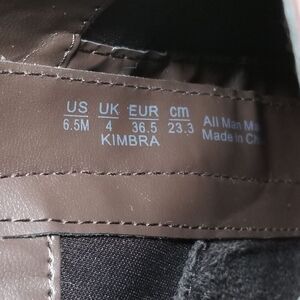 US UK EUR cm
6.5M 4 36.5 23.3
KIMBRA
All Man
Made in